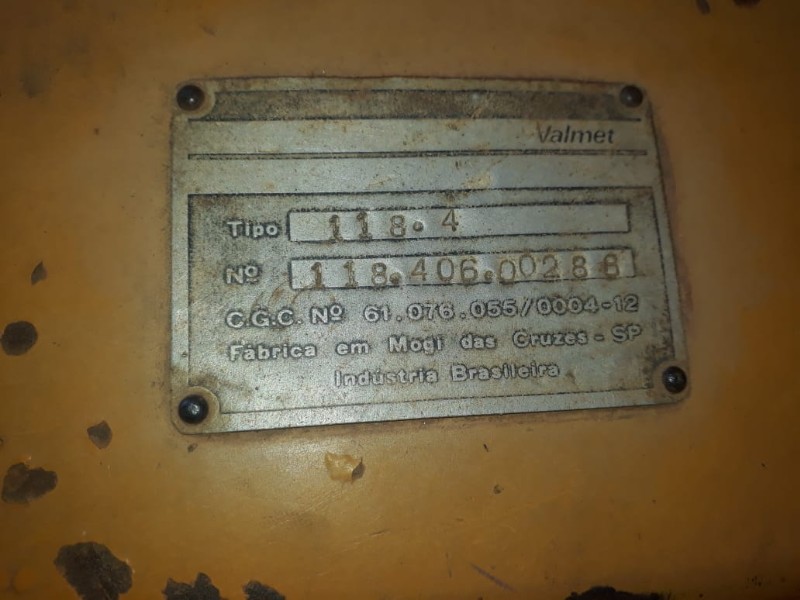 Valmet
Tipo 118.4
Nº 118.406.00288
C.G.C. Nº 61.076.055/0004-12
Fábrica em Mogi das Cruzes - SP
Indústria Brasileira